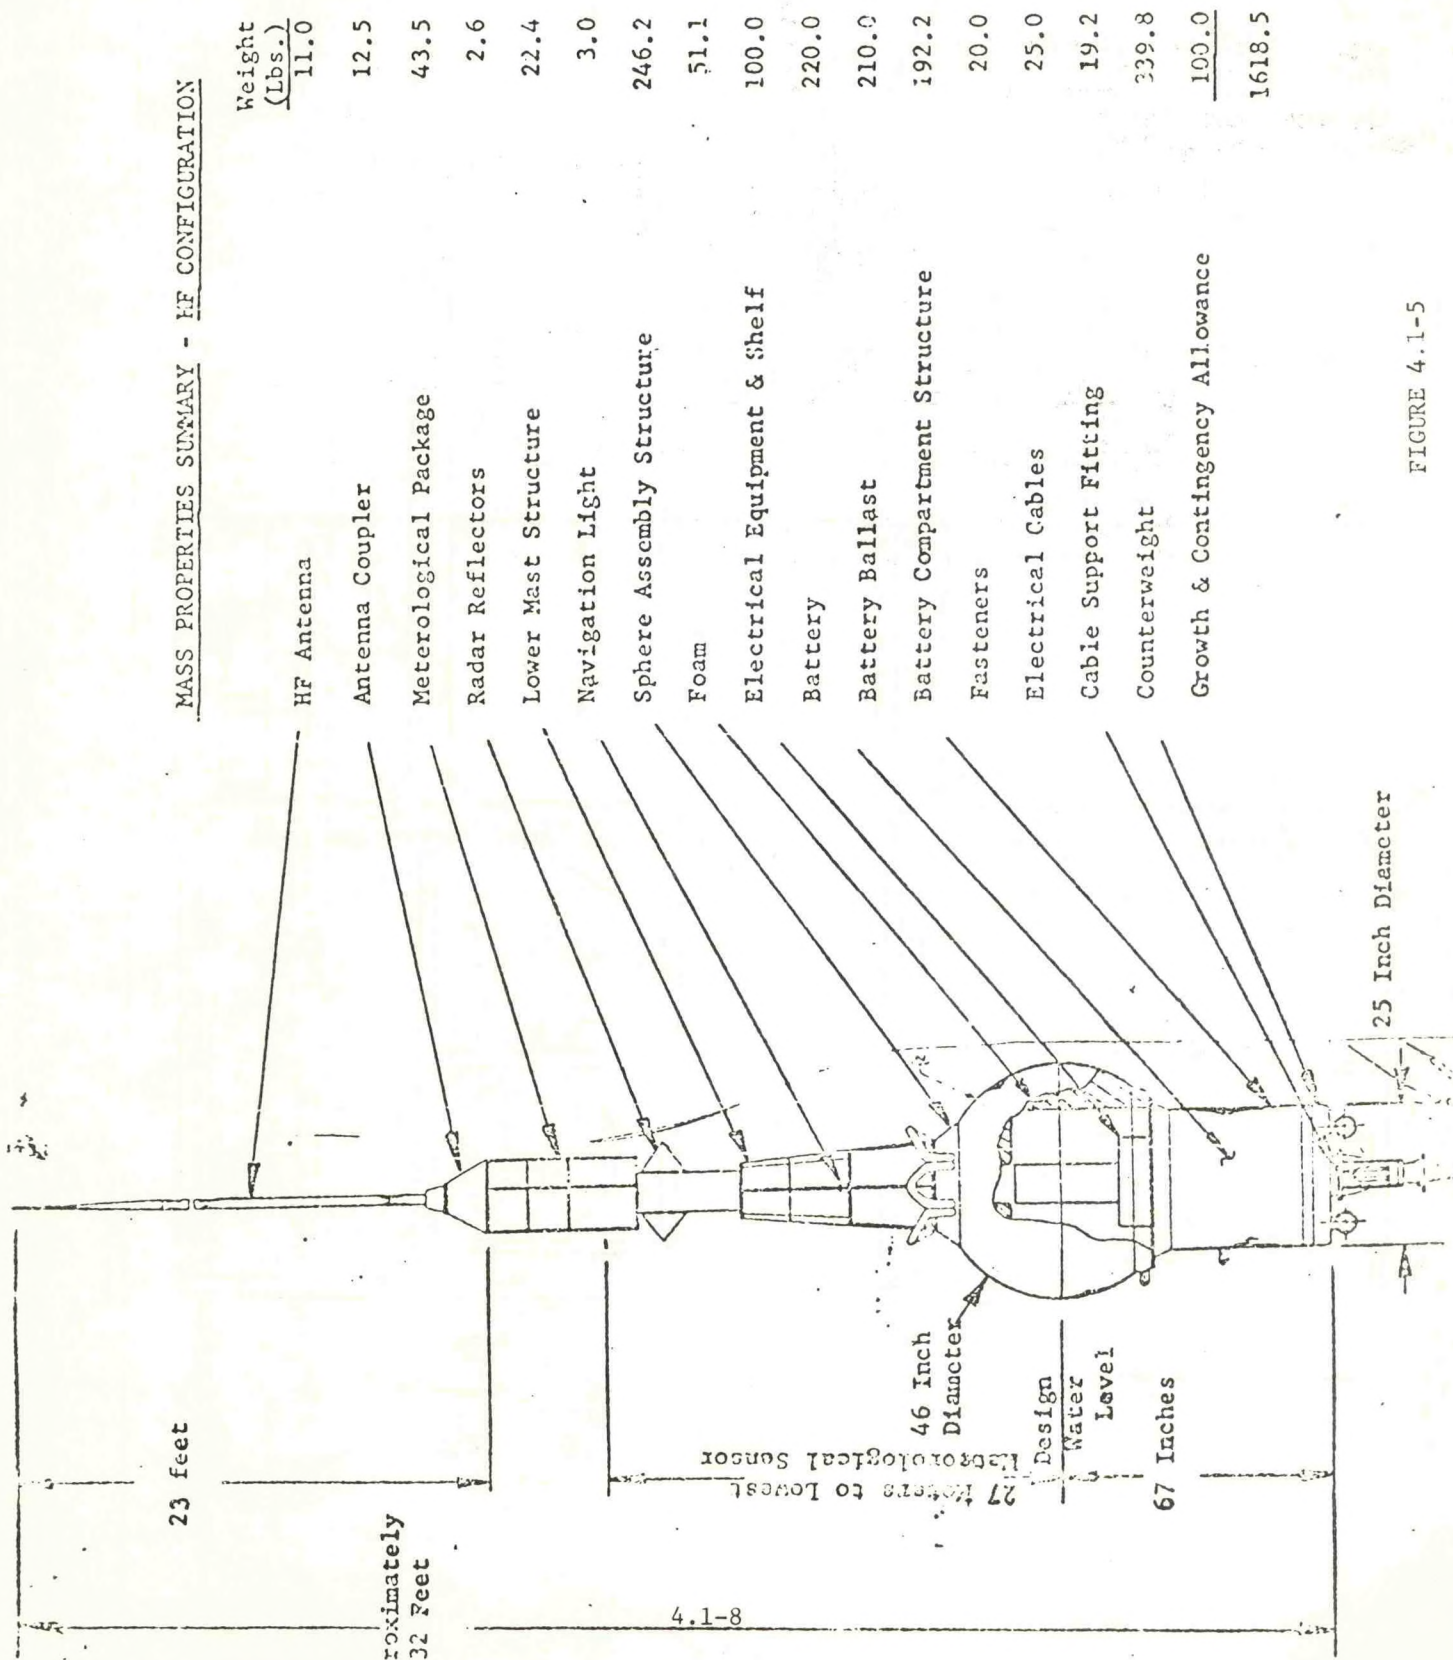 MASS PROPERTIES SUMMARY - HF CONFIGURATION
Weight
(Lbs.)
HF Antenna 11.0
Antenna Coupler 12.5
Meterological Package 43.5
Radar Reflectors 2.6
Lower Mast Structure 22.4
Navigation Light 3.0
Sphere Assembly Structure 246.2
Foam 51.1
Electrical Equipment & Shelf 100.0
Battery 220.0
Battery Ballast 210.0
Battery Compartment Structure 192.2
Fasteners 20.0
Electrical Cables 25.0
Cable Support Fitting 19.2
Counterweight 339.8
Growth & Contingency Allowance 100.0
1618.5
23 feet
roximately
32 Feet
46 Inch
Diameter
27 Meters to Lowest
Meteorological Sensor
Design
Water
Level
67 Inches
25 Inch Diameter
4.1-8
FIGURE 4.1-5